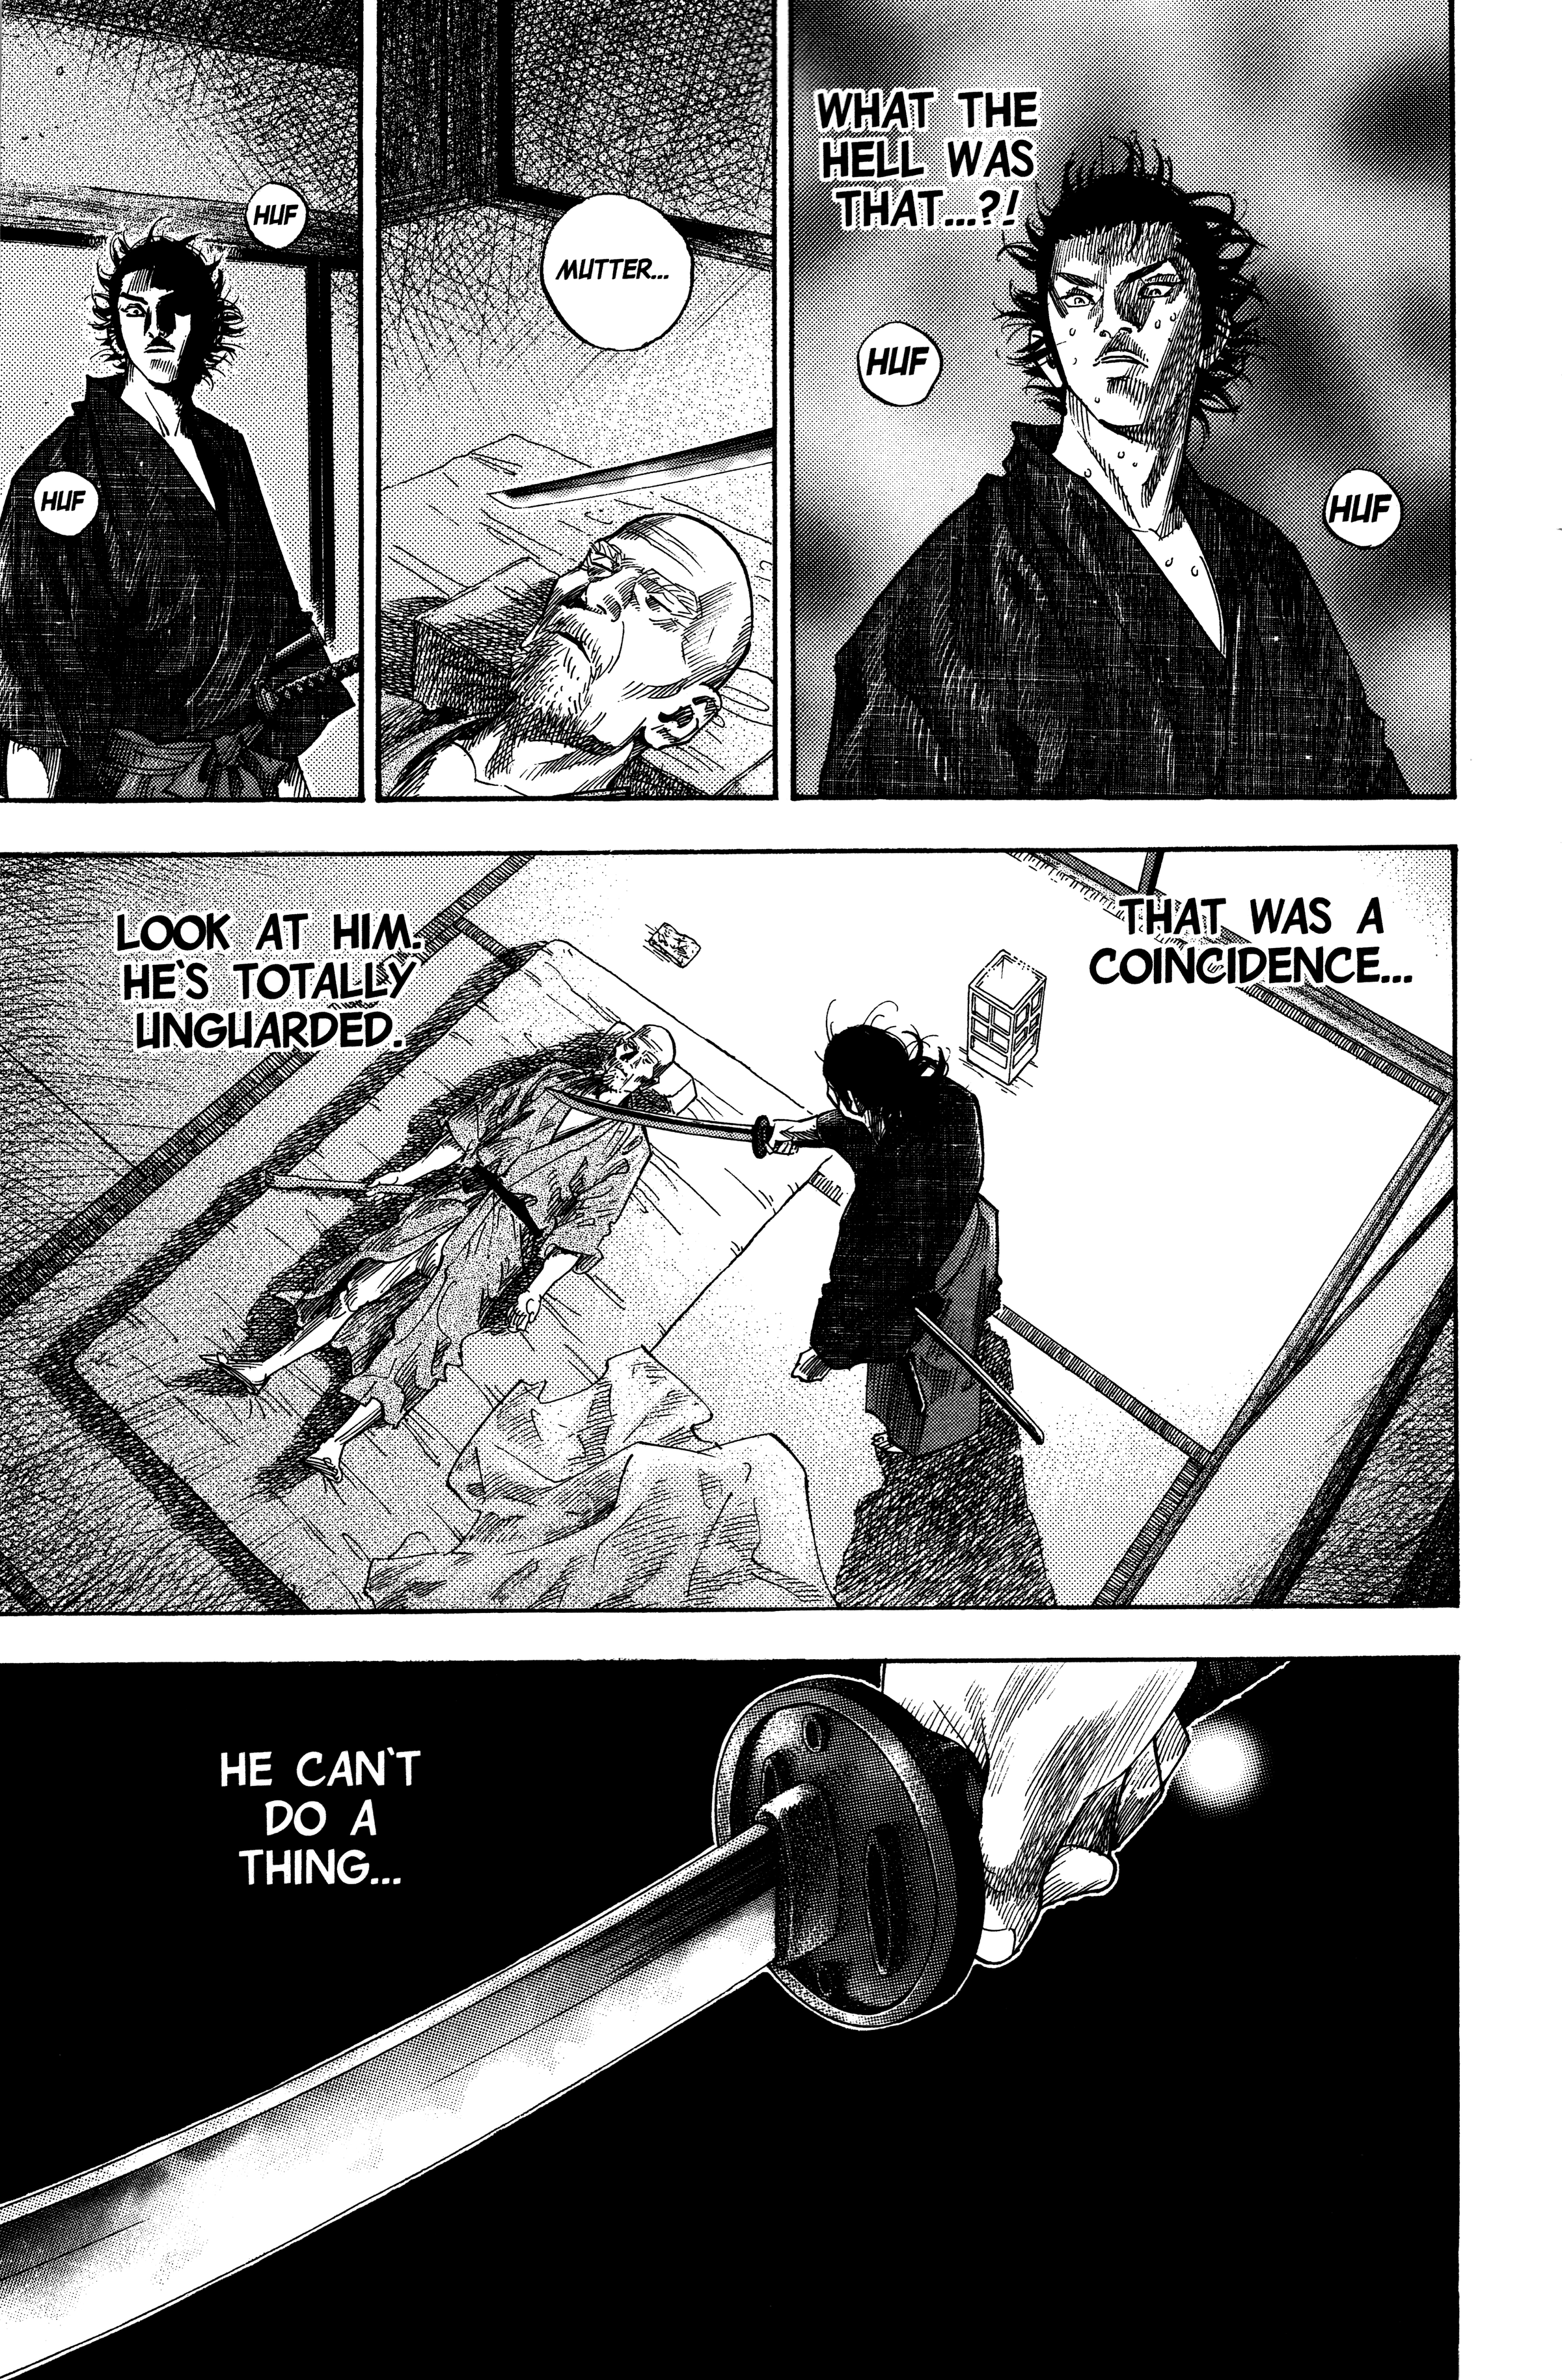 WHAT THE
HELL WAS
THAT...?!
HUF
HUF
MUTTER...
HUF
HUF
THAT WAS A
COINCIDENCE...
LOOK AT HIM.
HE'S TOTALLY
UNGUARDED.
HE CAN'T
DO A
THING...